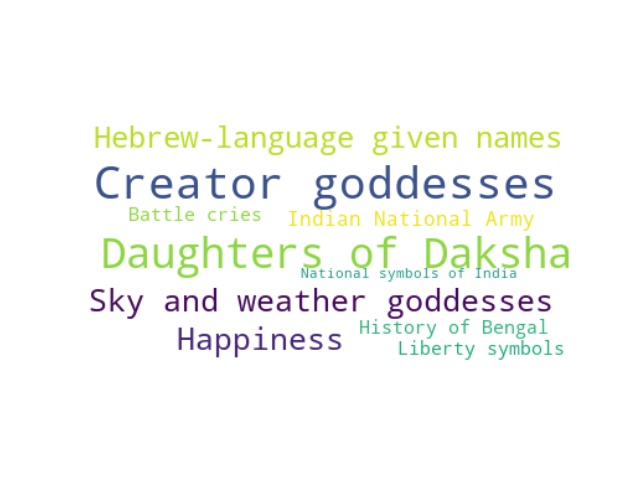 Hebrew-language given names
Creator goddesses
Battle cries
Indian National Army
Daughters of Daksha
National symbols of India
Sky and weather goddesses
History of Bengal
Happiness
Liberty symbols